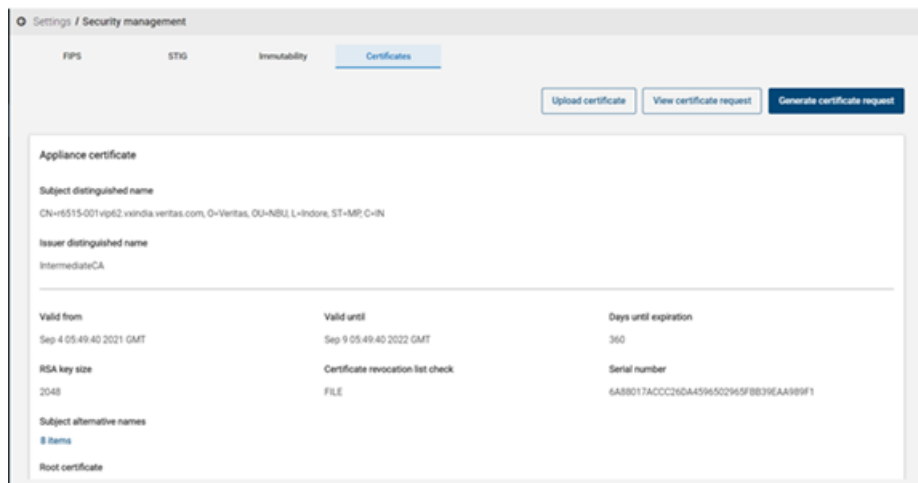 Settings / Security management
FIPS STIG Immutability Certificates
Upload certificate View certificate request Generate certificate request
Appliance certificate
Subject distinguished name
CN=r6515-001vip62.vxindia.veritas.com, O=Veritas, OU=NBU, L=Indore, ST=MP, C=IN
Issuer distinguished name
IntermediateCA
Valid from Valid until Days until expiration
Sep 4 05:49:40 2021 GMT Sep 9 05:49:40 2022 GMT 360
RSA key size Certificate revocation list check Serial number
2048 FILE 6A88017ACCC26DA4596502965FBB39EAA989F1
Subject alternative names
8 items
Root certificate